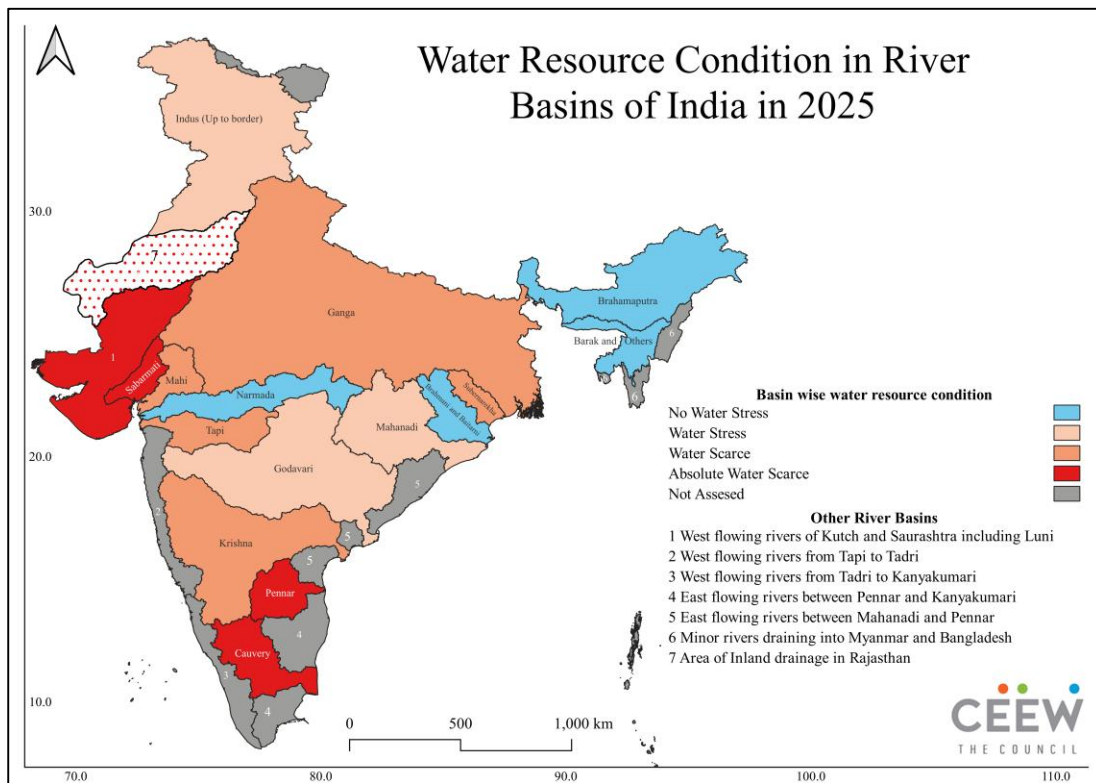 Water Resource Condition in River
Basins of India in 2025
Indus (Up to border)
30.0
7
Brahamaputra
Ganga
Barak and Others
6
1
Sabarmati
Mahi
Narmada
Brahmani and Baitarni
Subernarekha
6
Tapi
Mahanadi
20.0
Godavari
5
2
Krishna
5
5
Pennar
4
Cauvery
3
10.0
4
Basin wise water resource condition
No Water Stress
Water Stress
Water Scarce
Absolute Water Scarce
Not Assesed
Other River Basins
1 West flowing rivers of Kutch and Saurashtra including Luni
2 West flowing rivers from Tapi to Tadri
3 West flowing rivers from Tadri to Kanyakumari
4 East flowing rivers between Pennar and Kanyakumari
5 East flowing rivers between Mahanadi and Pennar
6 Minor rivers draining into Myanmar and Bangladesh
7 Area of Inland drainage in Rajasthan
0 500 1,000 km
CEEW
THE COUNCIL
70.0 80.0 90.0 100.0 110.0